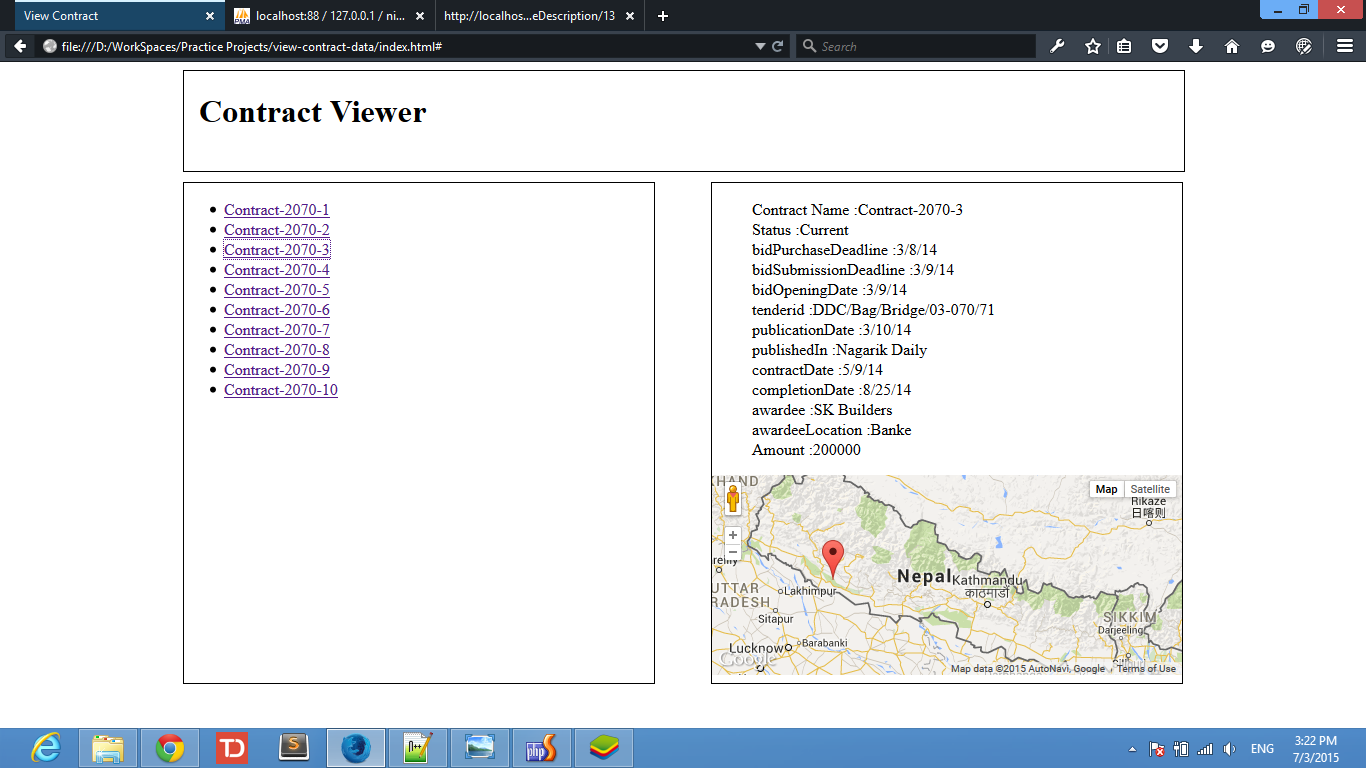 View Contract
localhost:88 / 127.0.0.1 / ni...
http://localhos...eDescription/13
file:///D:/WorkSpaces/Practice Projects/view-contract-data/index.html#
Search
Contract Viewer
Contract-2070-1
Contract-2070-2
Contract-2070-3
Contract-2070-4
Contract-2070-5
Contract-2070-6
Contract-2070-7
Contract-2070-8
Contract-2070-9
Contract-2070-10
Contract Name :Contract-2070-3
Status :Current
bidPurchaseDeadline :3/8/14
bidSubmissionDeadline :3/9/14
bidOpeningDate :3/9/14
tenderid :DDC/Bag/Bridge/03-070/71
publicationDate :3/10/14
publishedIn :Nagarik Daily
contractDate :5/9/14
completionDate :8/25/14
awardee :SK Builders
awardeeLocation :Banke
Amount :200000
KHAND
Map Satellite
Rikaze
日喀则
reilly
Nepal
Kathmandu
काठमाडौं
UTTAR
RADESH
Lakhimpur
Sitapur
SIKKIM
Darjeeling
Lucknow
Barabanki
Google
Map data ©2015 AutoNavi, Google
Terms of Use
PMA
TD
S
N++
php
ENG
3:22 PM
7/3/2015